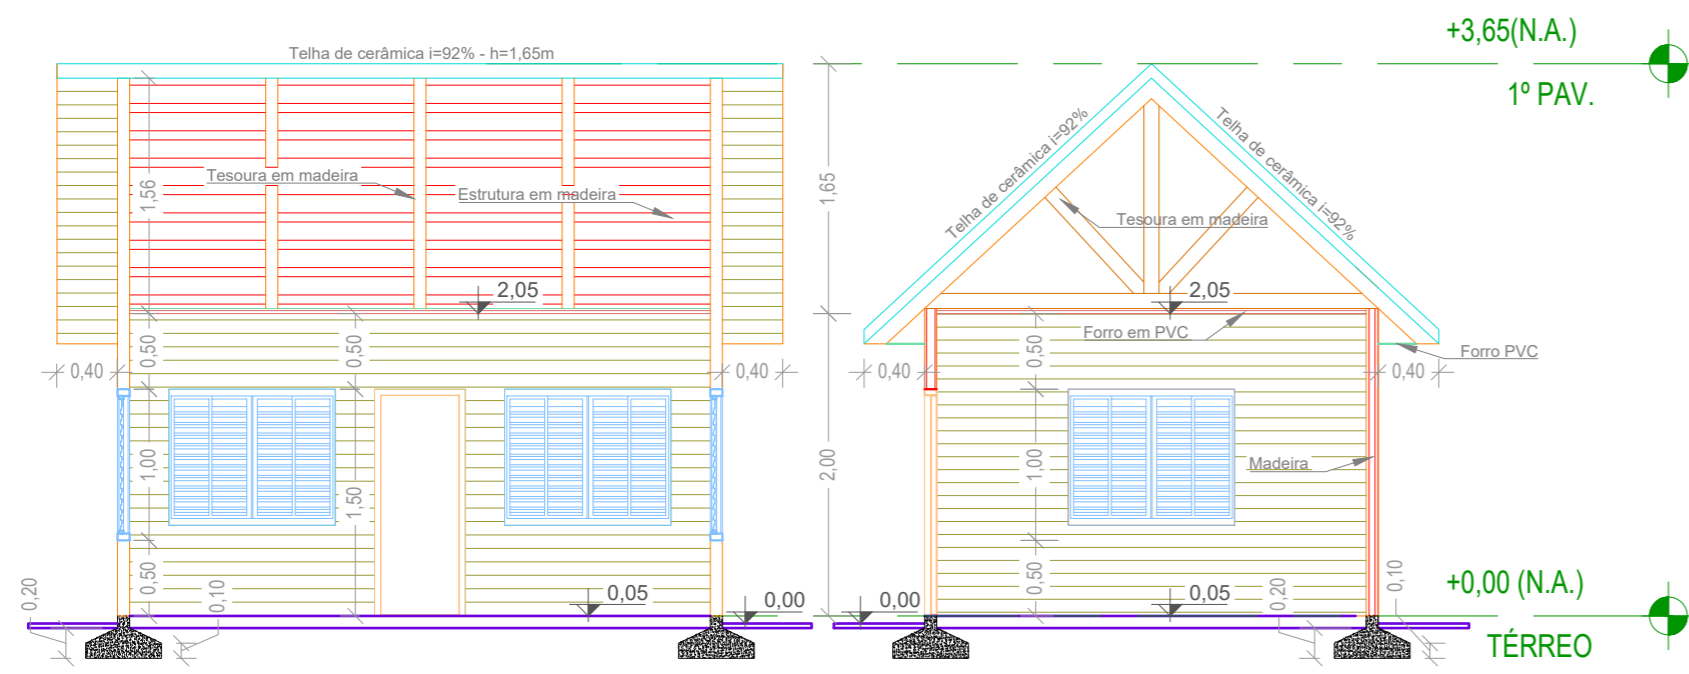 Telha de cerâmica i=92% - h=1,65m
1,56
Tesoura em madeira
Estrutura em madeira
2,05
0,50
0,50
0,40
0,40
1,00
1,50
0,50
0,20
0,10
0,05
0,00
+3,65(N.A.)
1º PAV.
Telha de cerâmica i=92%
Telha de cerâmica i=92%
1,65
Tesoura em madeira
2,05
Forro em PVC
Forro PVC
0,50
0,40
0,40
2,00
1,00
Madeira
0,50
0,00
0,05
0,20
0,10
+0,00 (N.A.)
TÉRREO